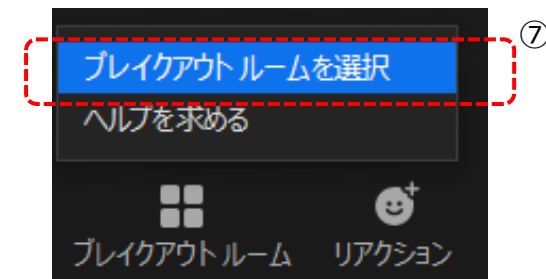 ⑦
ブレイクアウト ルームを選択
ヘルプを求める
ブレイクアウト ルーム
リアクション